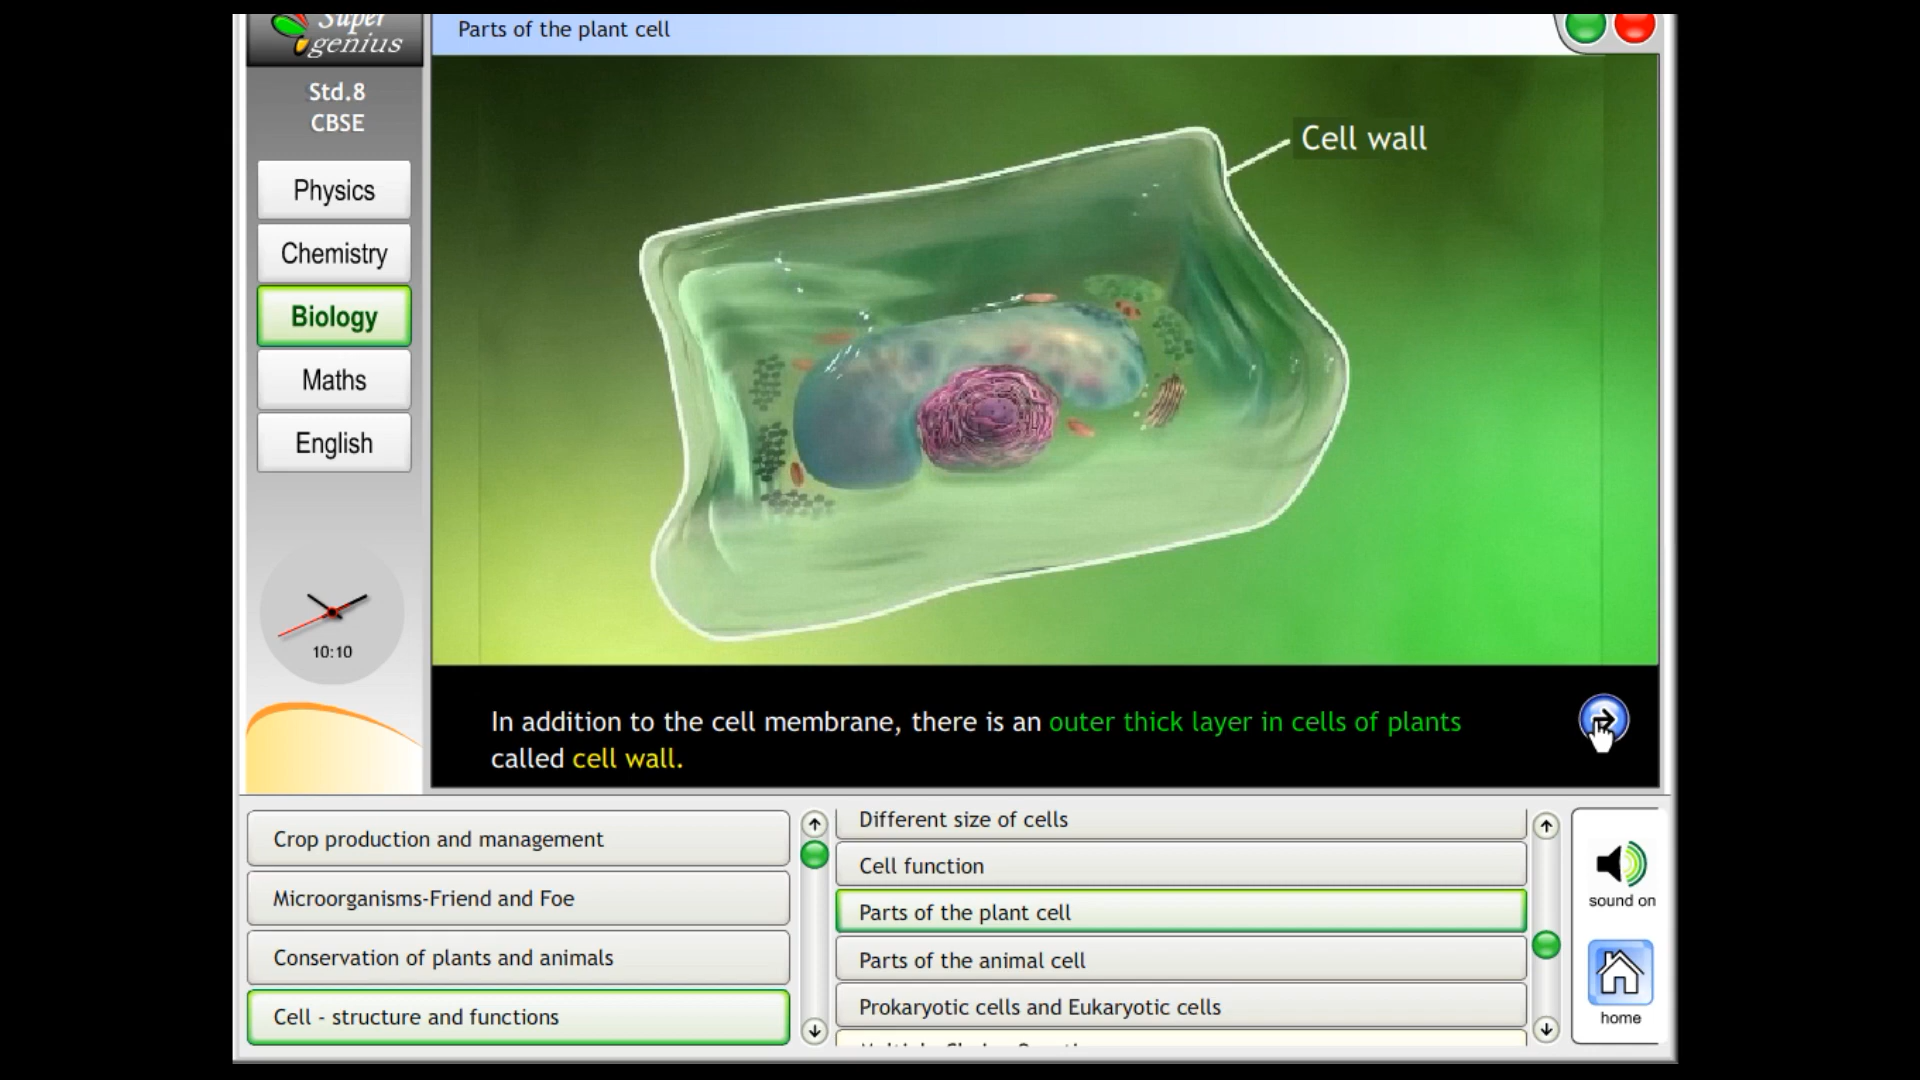 Super
genius
Parts of the plant cell
Std.8
CBSE
Physics
Chemistry
Biology
Maths
English
10:10
Cell wall
In addition to the cell membrane, there is an outer thick layer in cells of plants
called cell wall.
Crop production and management
Microorganisms-Friend and Foe
Conservation of plants and animals
Cell - structure and functions
Different size of cells
Cell function
Parts of the plant cell
Parts of the animal cell
Prokaryotic cells and Eukaryotic cells
sound on
home